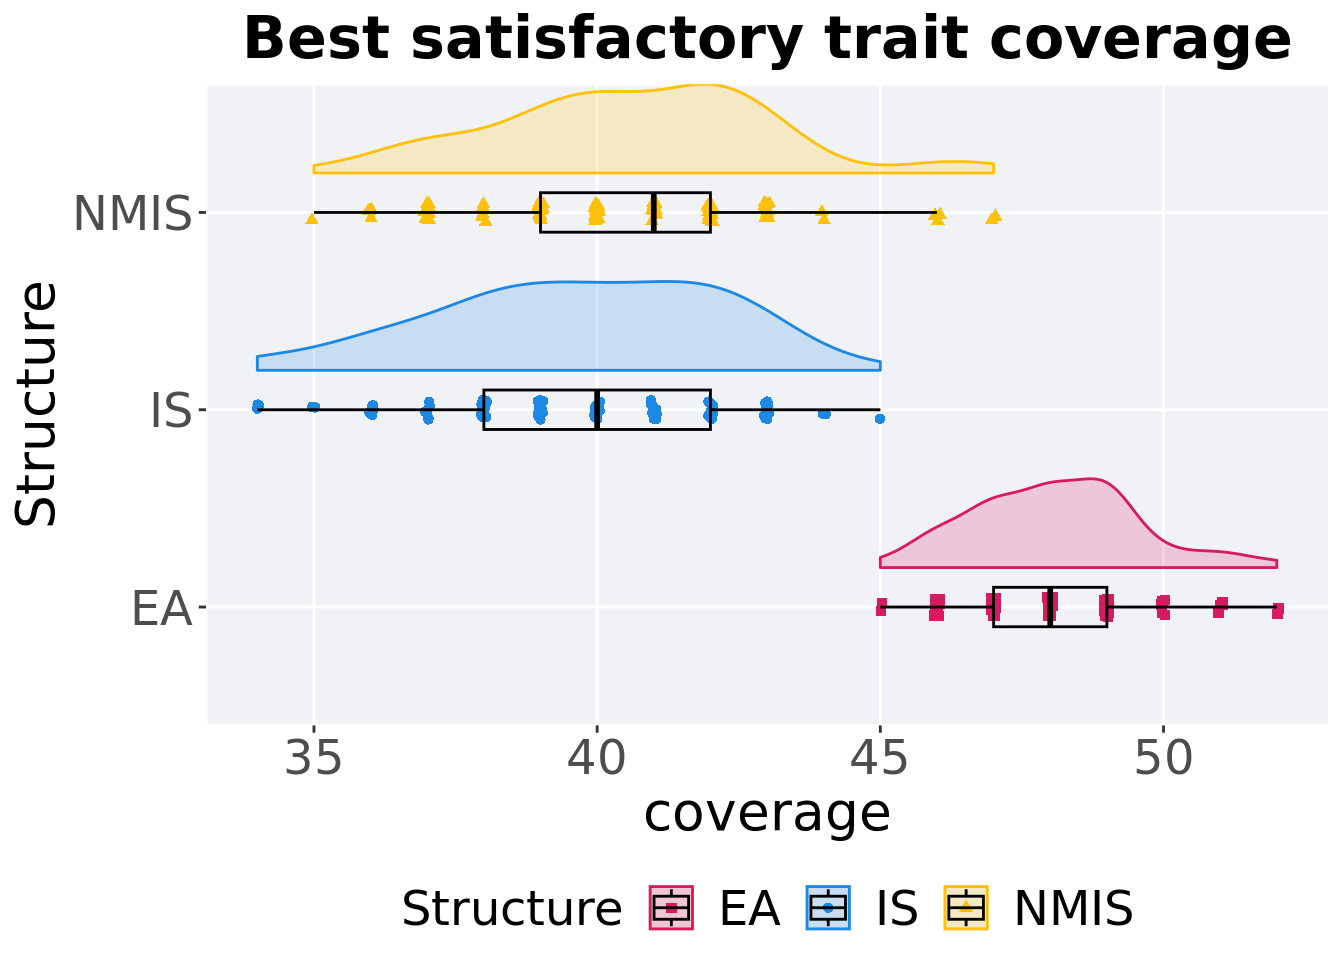 Best satisfactory trait coverage
NMIS
IS
EA
Structure
35 40 45 50
coverage
Structure EA IS NMIS